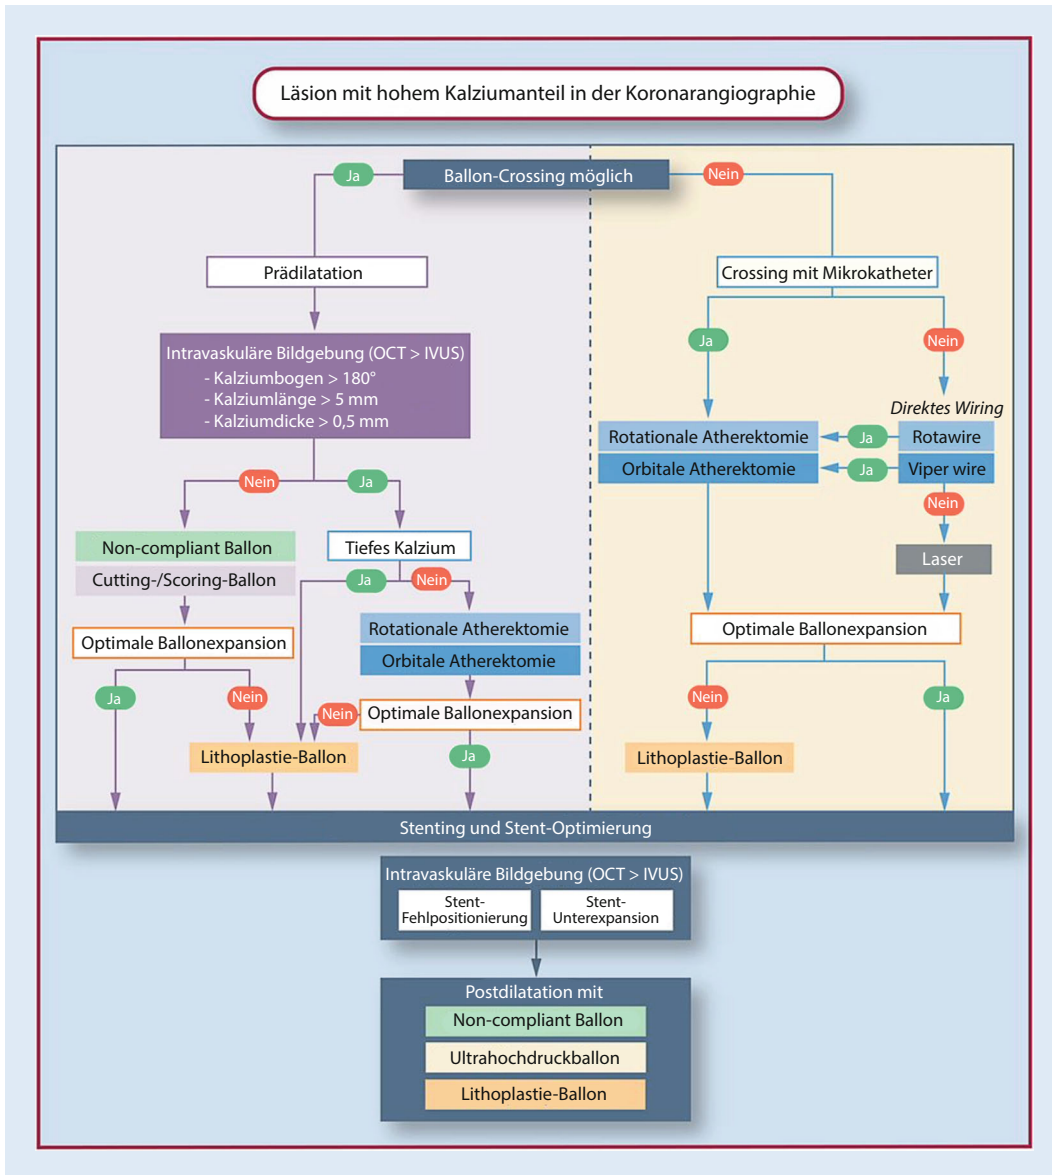 Läsion mit hohem Kalziumanteil in der Koronarangiographie
Ja
Ballon-Crossing möglich
Nein
Prädilatation
Crossing mit Mikrokatheter
Intravaskuläre Bildgebung (OCT > IVUS)
- Kalziumbogen > 180°
- Kalziumlänge > 5 mm
- Kalziumdicke > 0,5 mm
Ja
Nein
Direktes Wiring
Rotationale Atherektomie
Ja
Rotawire
Orbitale Atherektomie
Ja
Viper wire
Nein
Ja
Nein
Non-compliant Ballon
Tiefes Kalzium
Cutting-/Scoring-Ballon
Ja
Nein
Laser
Optimale Ballonexpansion
Rotationale Atherektomie
Orbitale Atherektomie
Optimale Ballonexpansion
Ja
Nein
Nein
Optimale Ballonexpansion
Nein
Ja
Lithoplastie-Ballon
Ja
Lithoplastie-Ballon
Stenting und Stent-Optimierung
Intravaskuläre Bildgebung (OCT > IVUS)
Stent-
Fehlpositionierung
Stent-
Unterexpansion
Postdilatation mit
Non-compliant Ballon
Ultrahochdruckballon
Lithoplastie-Ballon